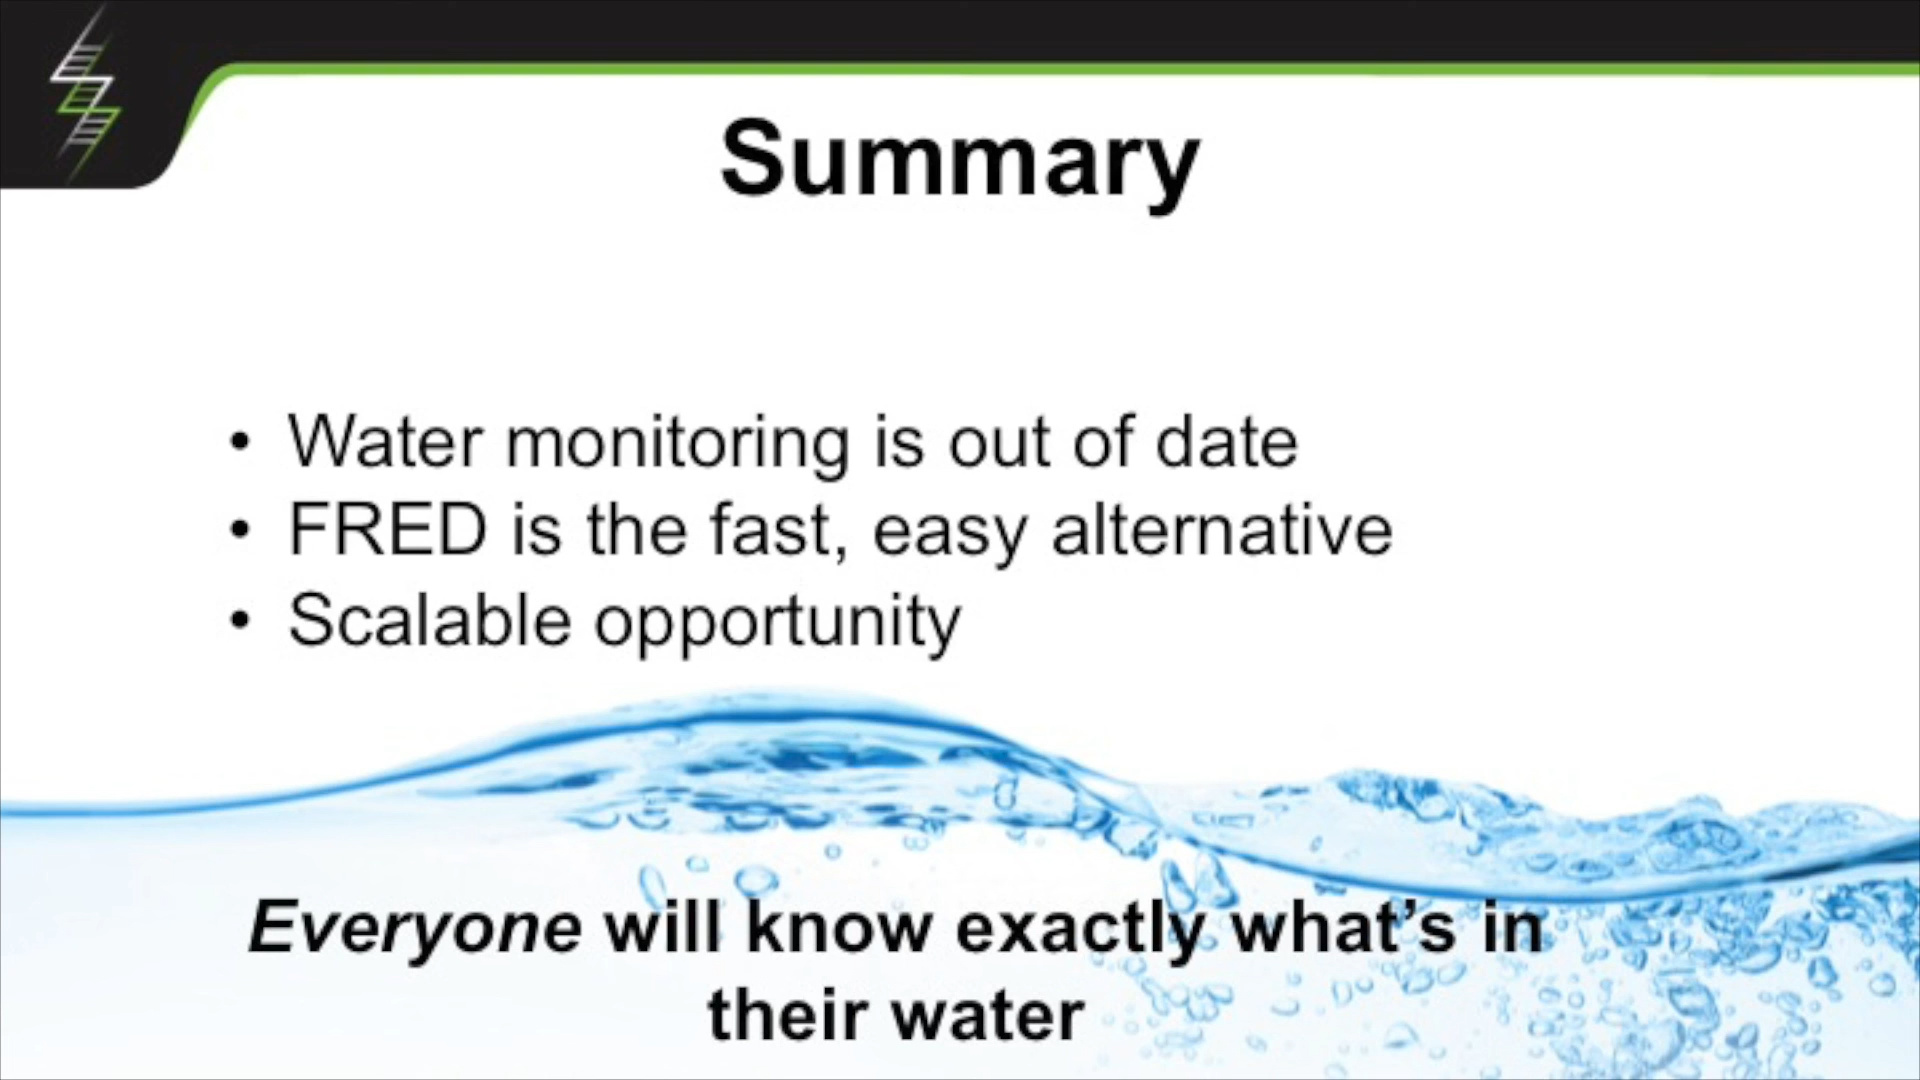 Summary
• Water monitoring is out of date
• FRED is the fast, easy alternative
• Scalable opportunity
Everyone will know exactly what’s in
their water